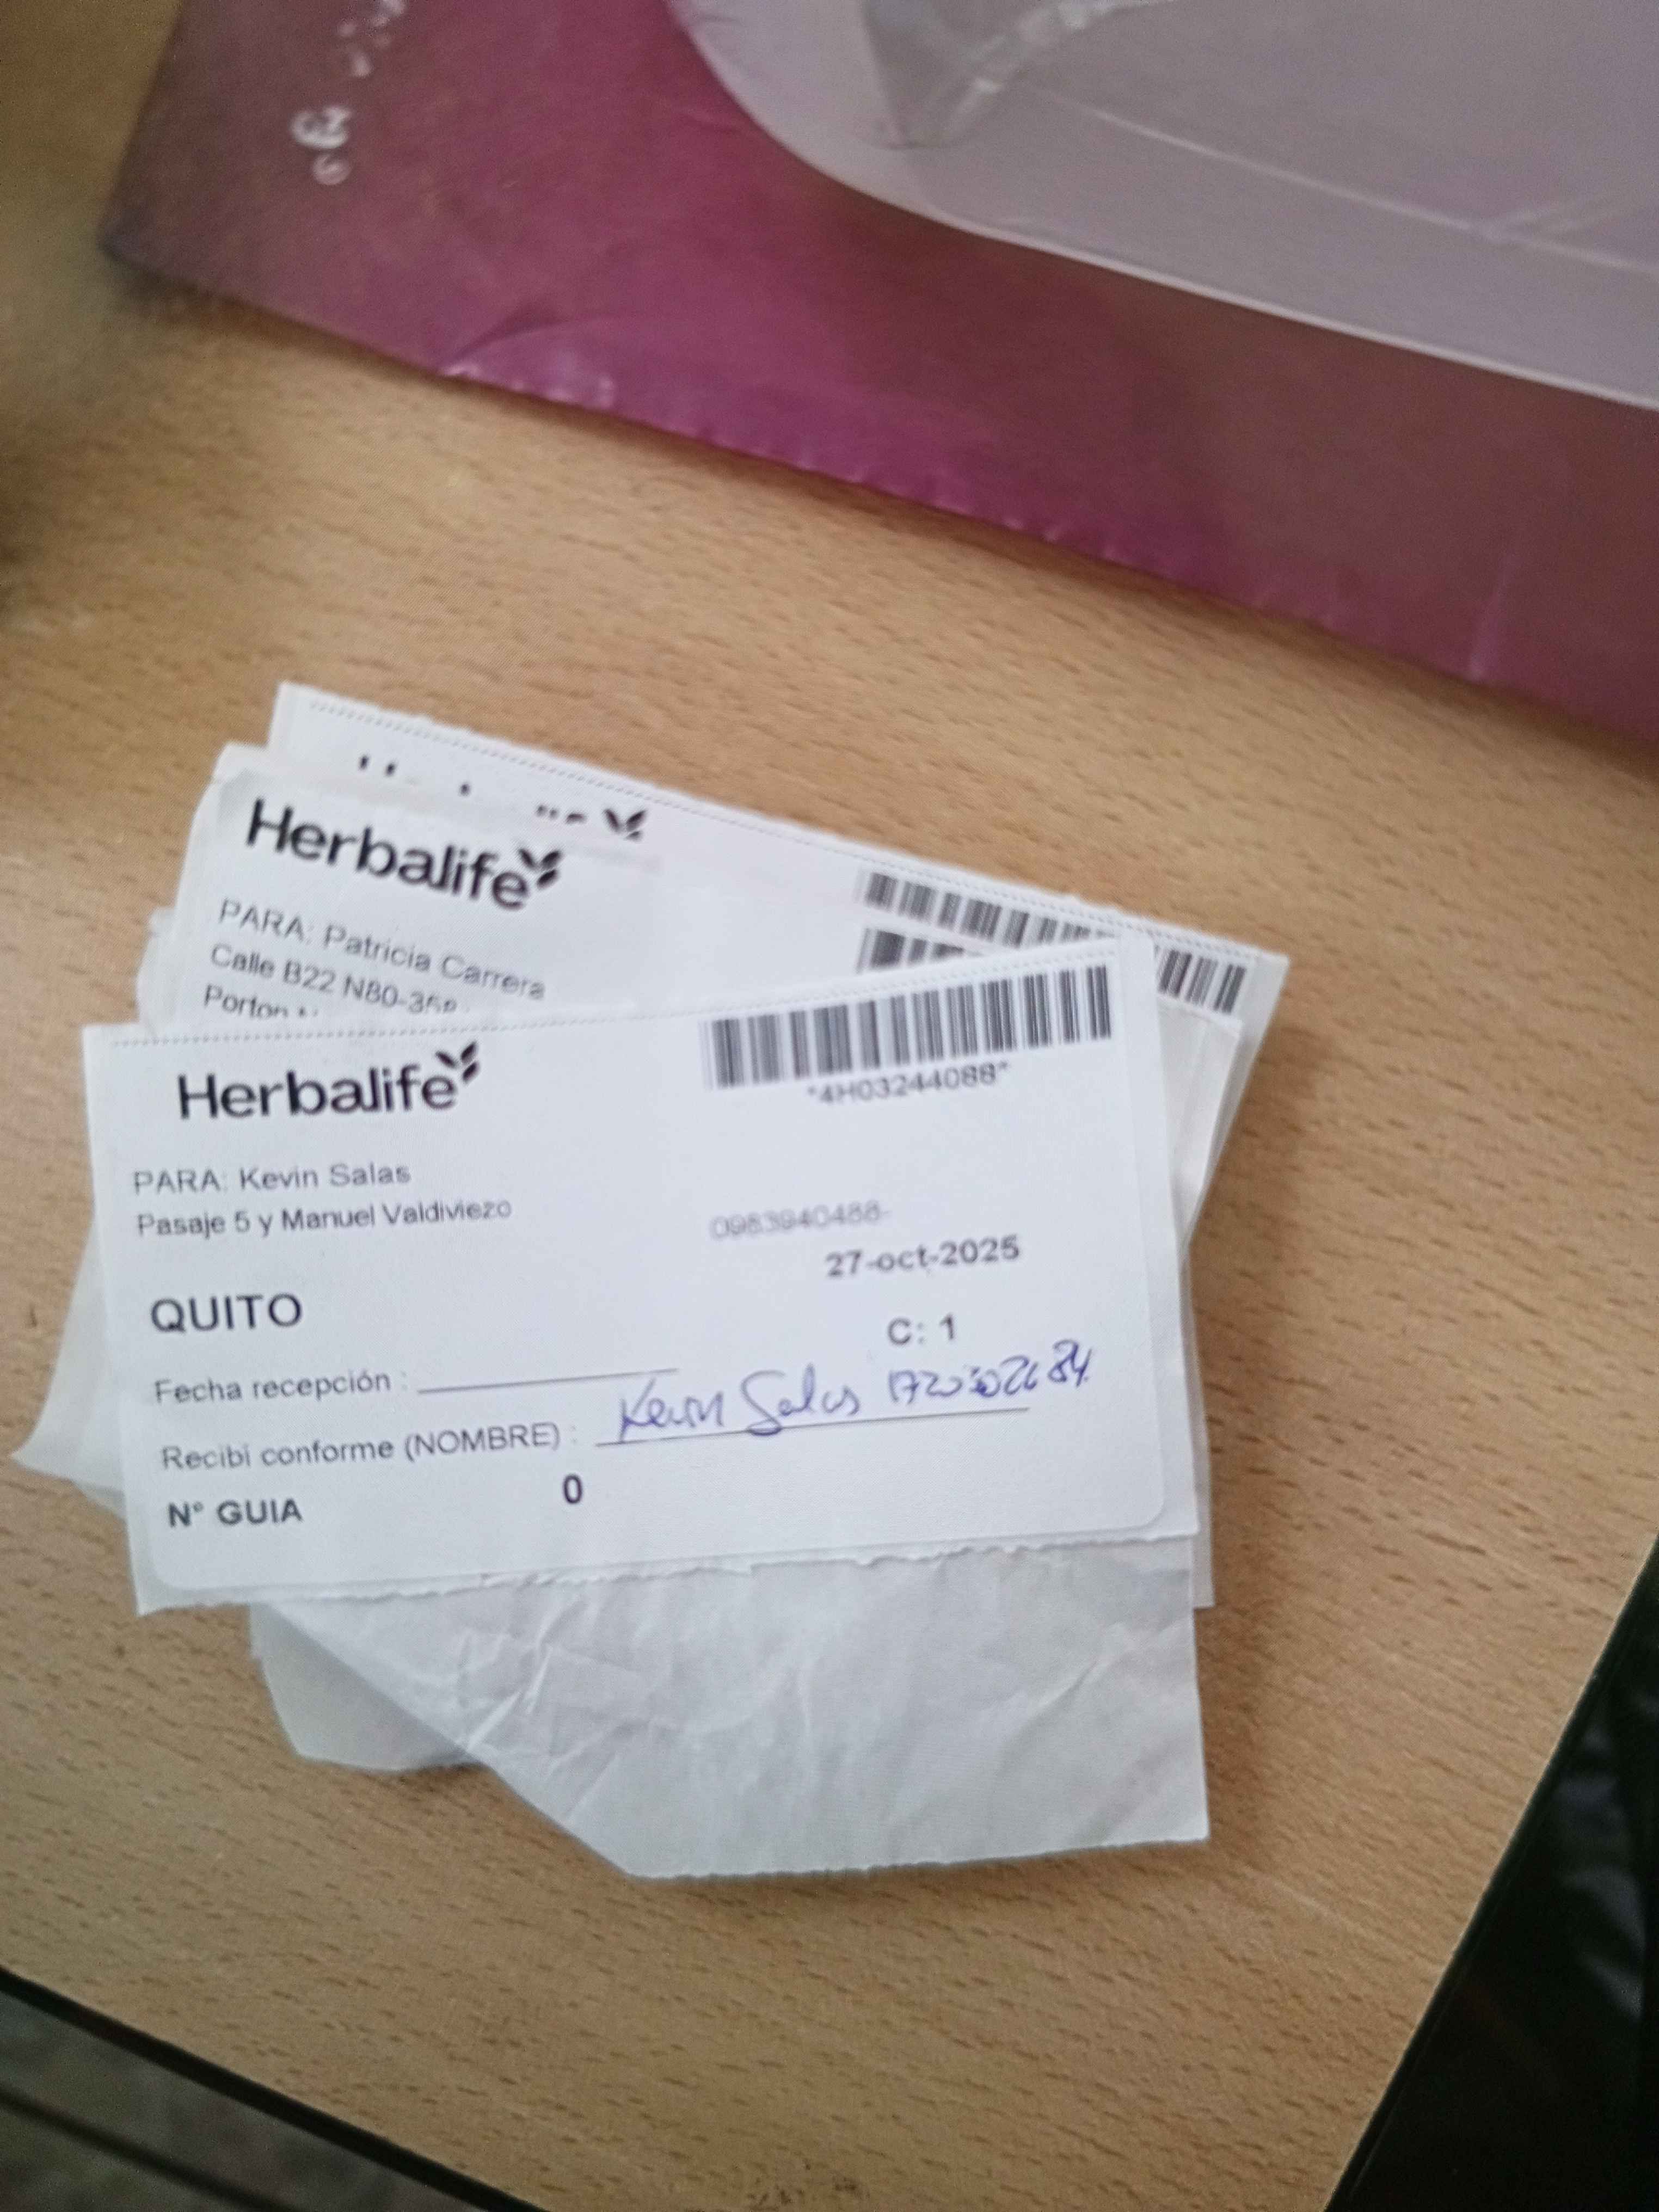 Herbalife
PARA: Patricia Carrera
Calle B22 N80-358
Porton
Herbalife
*4H03244088*
PARA: Kevin Salas
Pasaje 5 y Manuel Valdiviezo
0983940488-
27-oct-2025
QUITO
C: 1
Fecha recepción :
Recibi conforme (NOMBRE) : Kevin Salas
N° GUIA 0